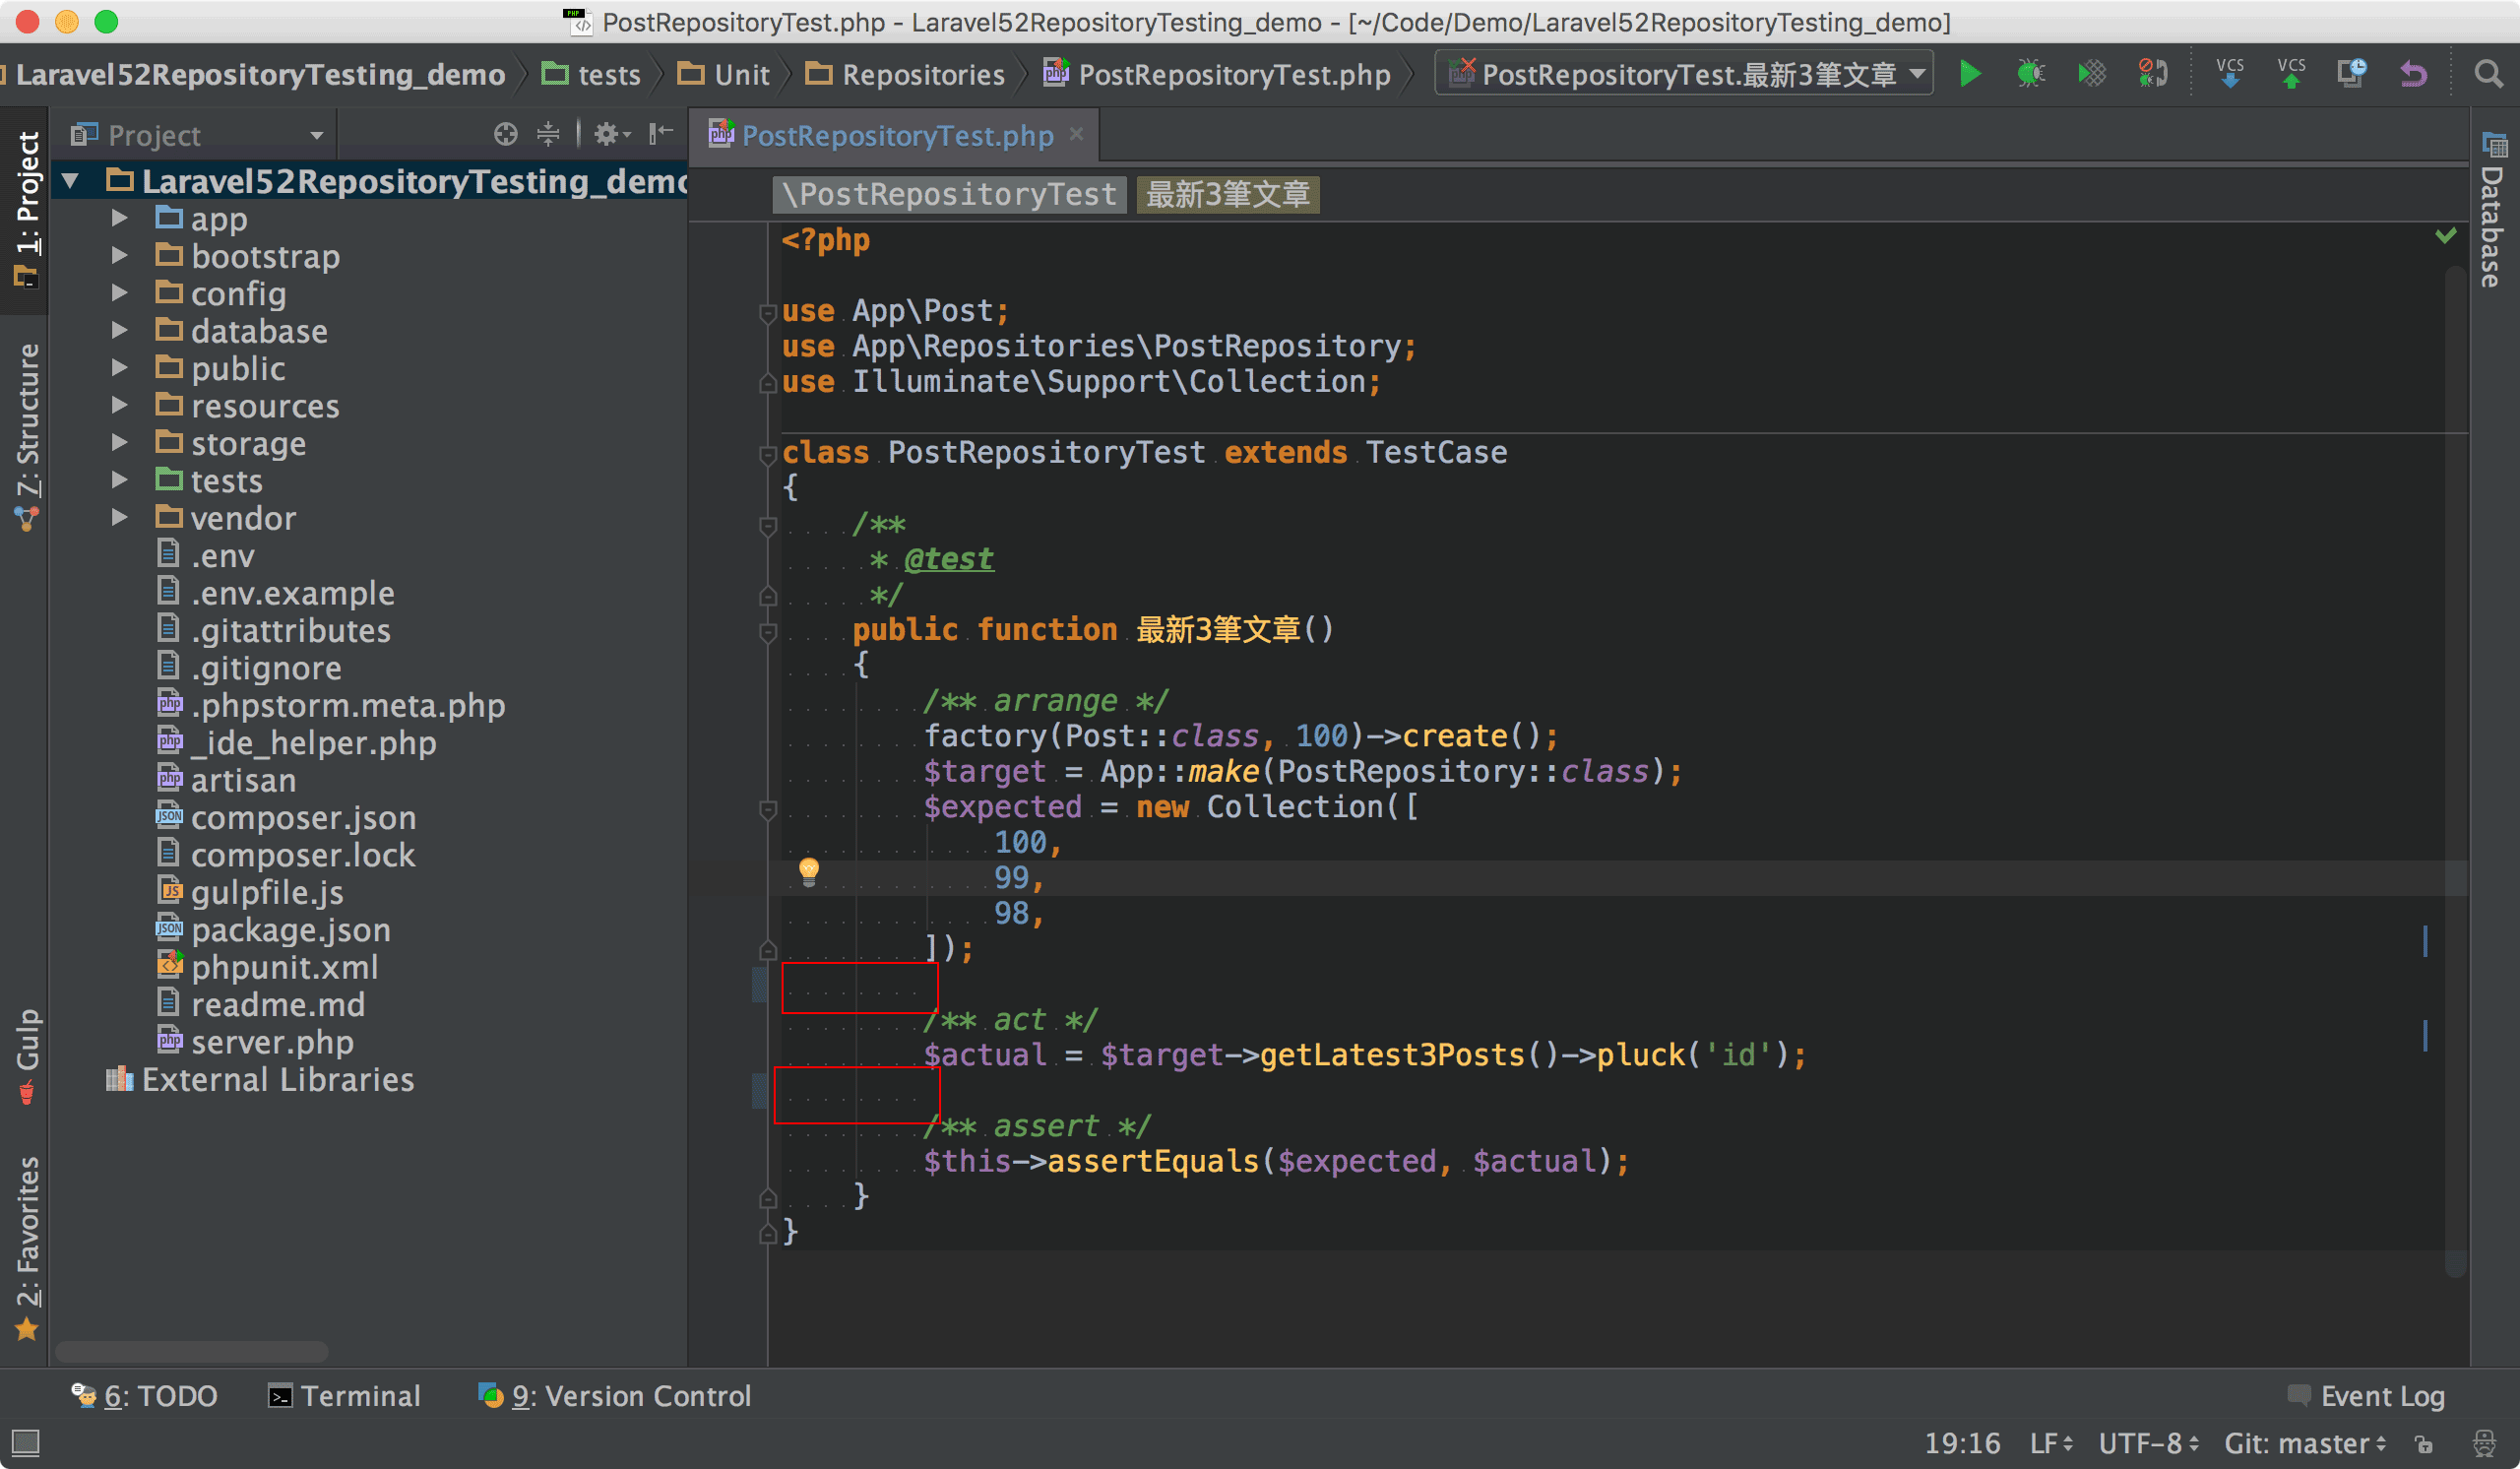 PostRepositoryTest.php - Laravel52RepositoryTesting_demo - [~/Code/Demo/Laravel52RepositoryTesting_demo]
Laravel52RepositoryTesting_demo tests Unit Repositories PostRepositoryTest.php PostRepositoryTest.最新3筆文章 VCS VCS
1: Project
7: Structure
Gulp
2: Favorites
Project
Laravel52RepositoryTesting_demo
app
bootstrap
config
database
public
resources
storage
tests
vendor
.env
.env.example
.gitattributes
.gitignore
.phpstorm.meta.php
_ide_helper.php
artisan
composer.json
composer.lock
gulpfile.js
package.json
phpunit.xml
readme.md
server.php
External Libraries
PostRepositoryTest.php
\PostRepositoryTest 最新3筆文章
<?php
use App\Post;
use App\Repositories\PostRepository;
use Illuminate\Support\Collection;
class PostRepositoryTest extends TestCase
{
/**
* @test
*/
public function 最新3筆文章()
{
/** arrange */
factory(Post::class, 100)->create();
$target = App::make(PostRepository::class);
$expected = new Collection([
100,
99,
98,
]);
/** act */
$actual = $target->getLatest3Posts()->pluck('id');
/** assert */
$this->assertEquals($expected, $actual);
}
}
Database
6: TODO Terminal 9: Version Control Event Log
19:16 LF UTF-8 Git: master